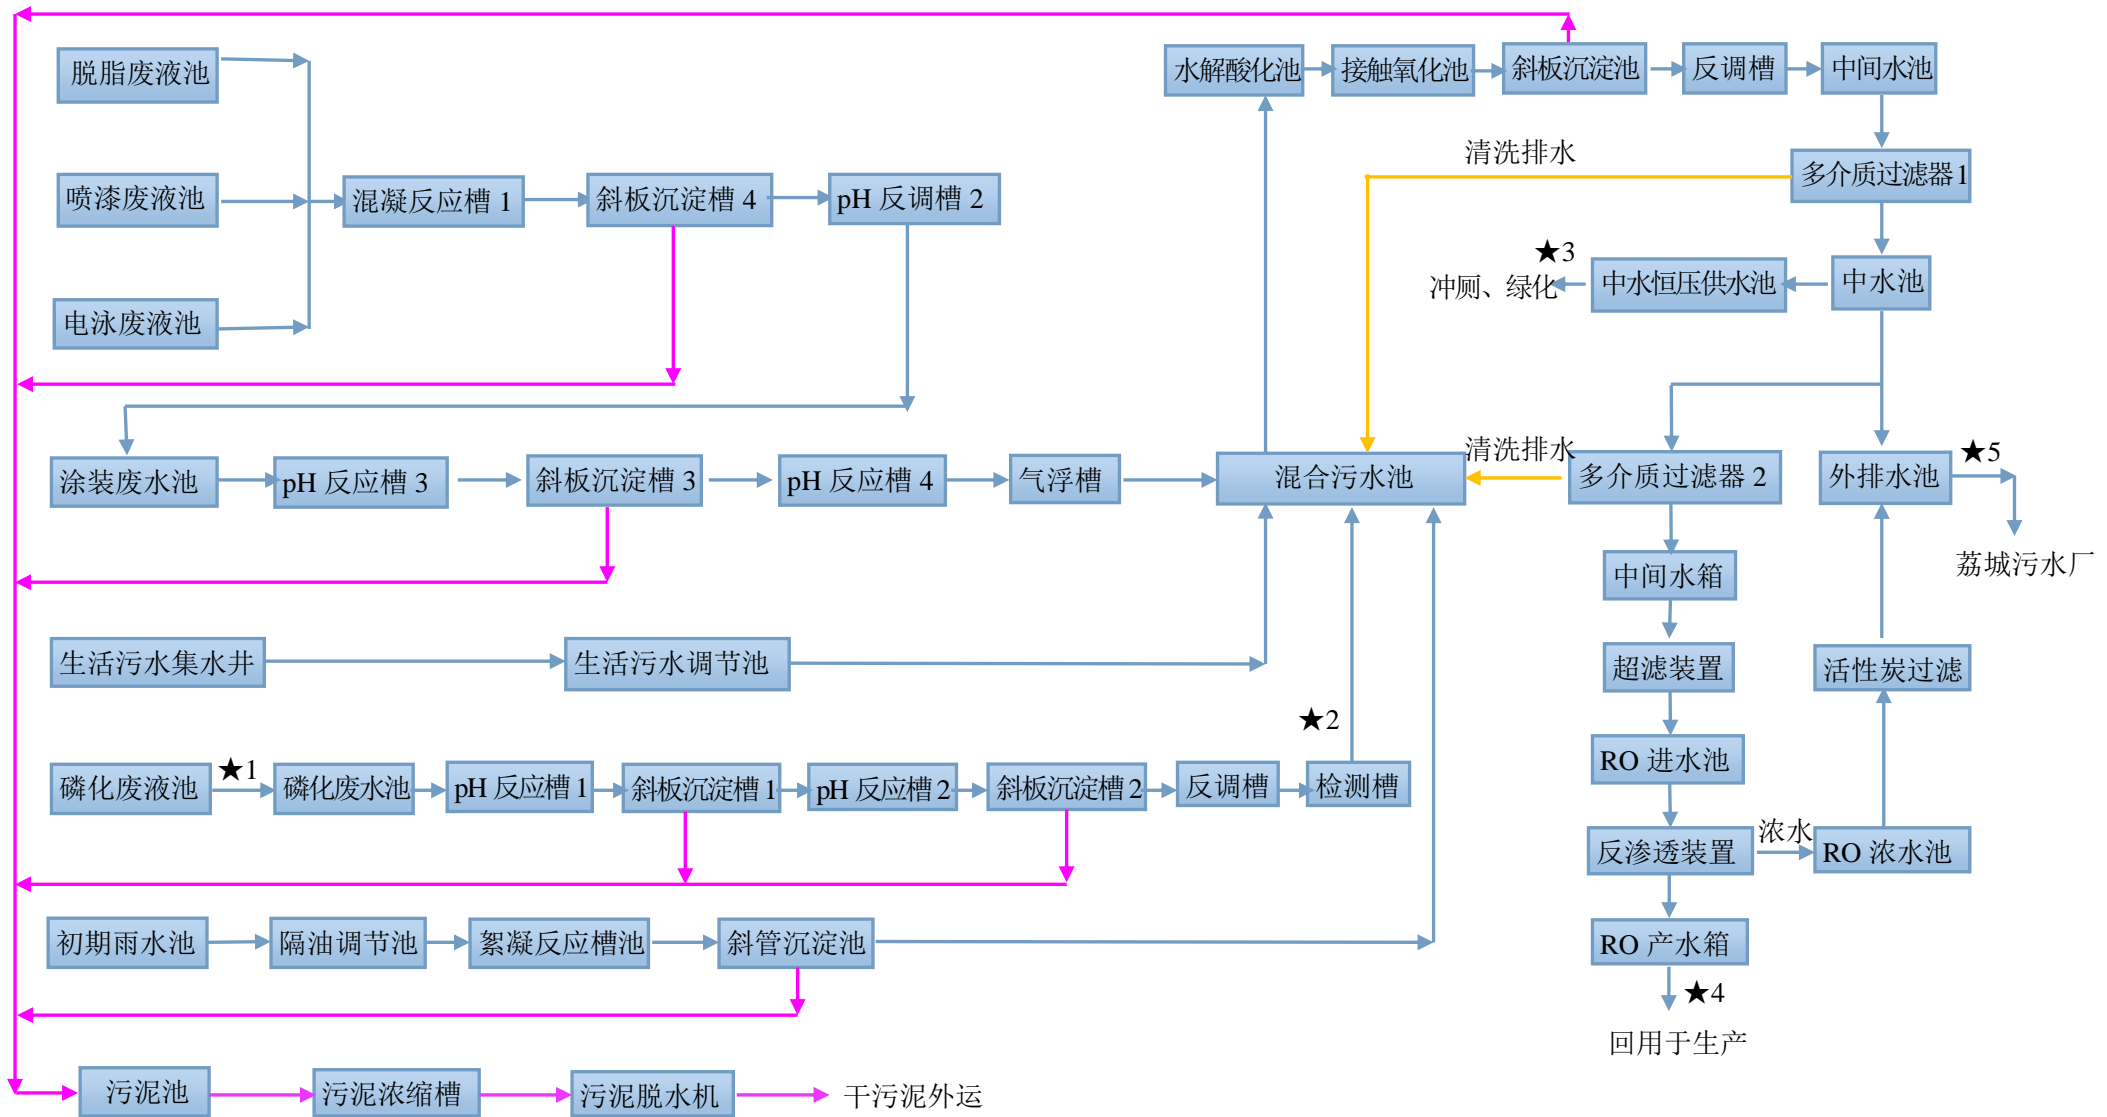 脱脂废液池
水解酸化池
接触氧化池
斜板沉淀池
反调槽
中间水池
清洗排水
多介质过滤器1
喷漆废液池
混凝反应槽 1
斜板沉淀槽 4
pH 反调槽 2
★3
冲厕、绿化
中水恒压供水池
中水池
电泳废液池
清洗排水
★5
涂装废水池
pH 反应槽 3
斜板沉淀槽 3
pH 反应槽 4
气浮槽
混合污水池
多介质过滤器 2
外排水池
荔城污水厂
中间水箱
生活污水集水井
生活污水调节池
超滤装置
活性炭过滤
★2
★1
磷化废液池
磷化废水池
pH 反应槽 1
斜板沉淀槽 1
pH 反应槽 2
斜板沉淀槽 2
反调槽
检测槽
RO 进水池
反渗透装置
浓水
RO 浓水池
初期雨水池
隔油调节池
絮凝反应槽池
斜管沉淀池
RO 产水箱
★4
回用于生产
污泥池
污泥浓缩槽
污泥脱水机
干污泥外运